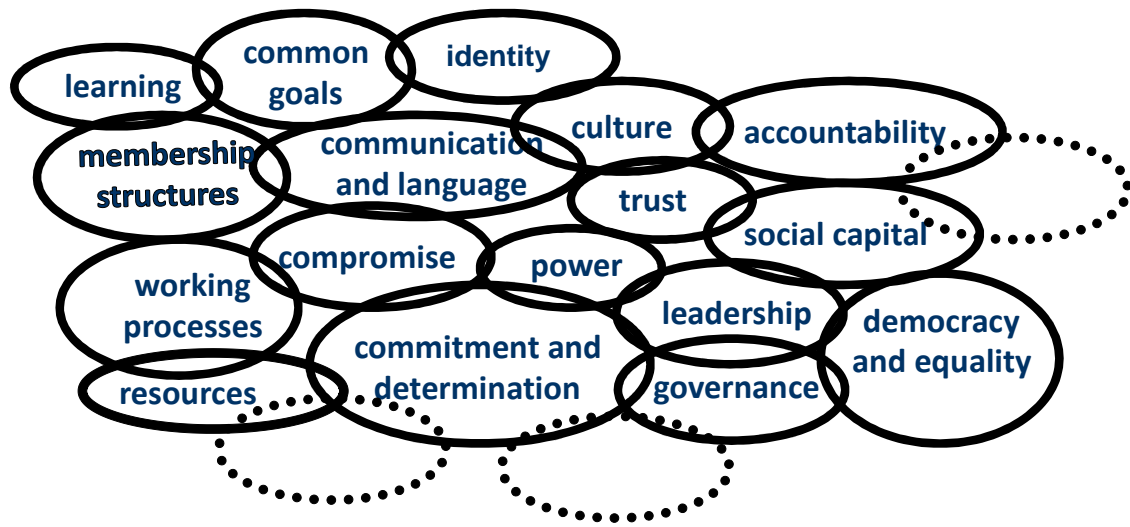 learning
common
goals
identity
culture
accountability
membership
structures
communication
and language
trust
social capital
compromise
power
working
processes
leadership
democracy
and equality
commitment and
determination
resources
governance